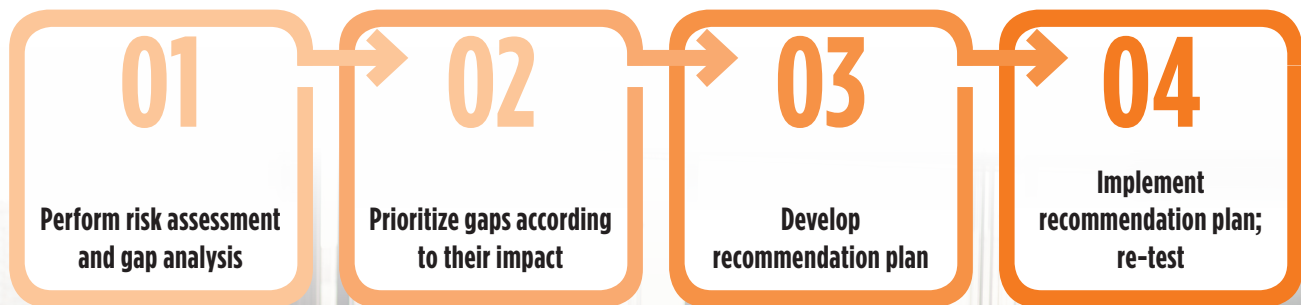 01
Perform risk assessment
and gap analysis
02
Prioritize gaps according
to their impact
03
Develop
recommendation plan
04
Implement
recommendation plan;
re-test